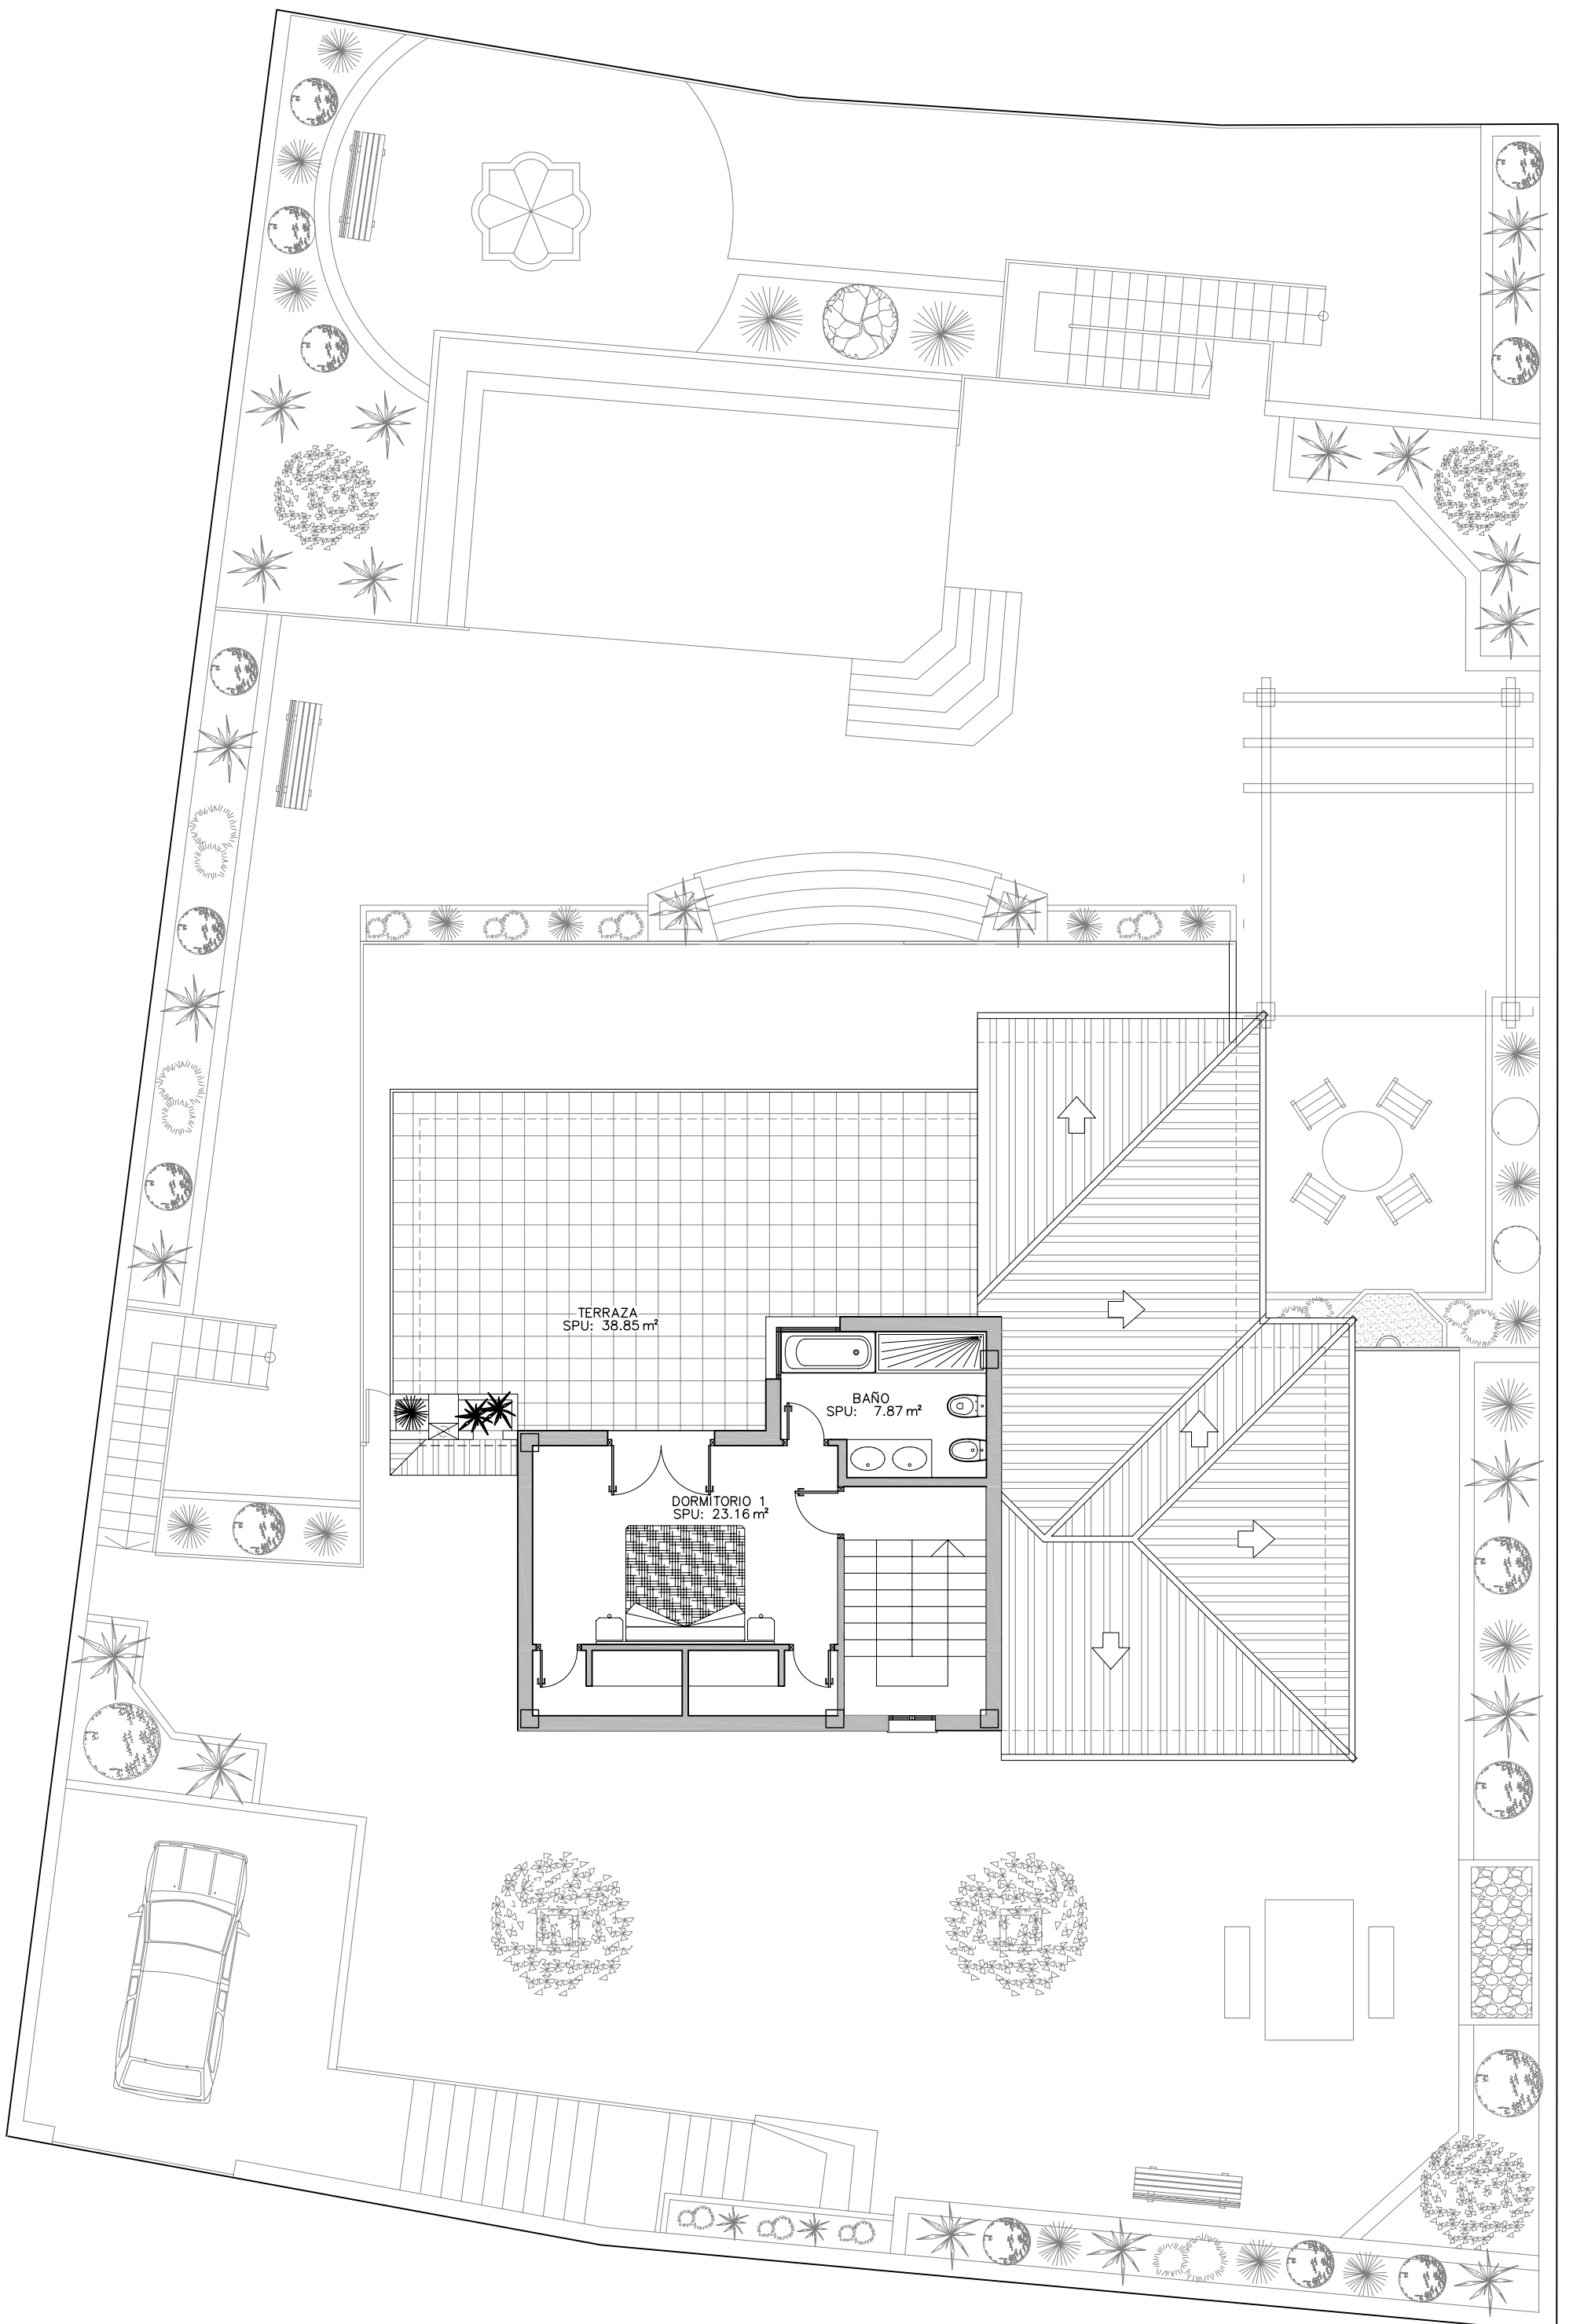 TERRAZA
SPU: 38.85 m²
BAÑO
SPU: 7.87 m²
DORMITORIO 1
SPU: 23.16 m²